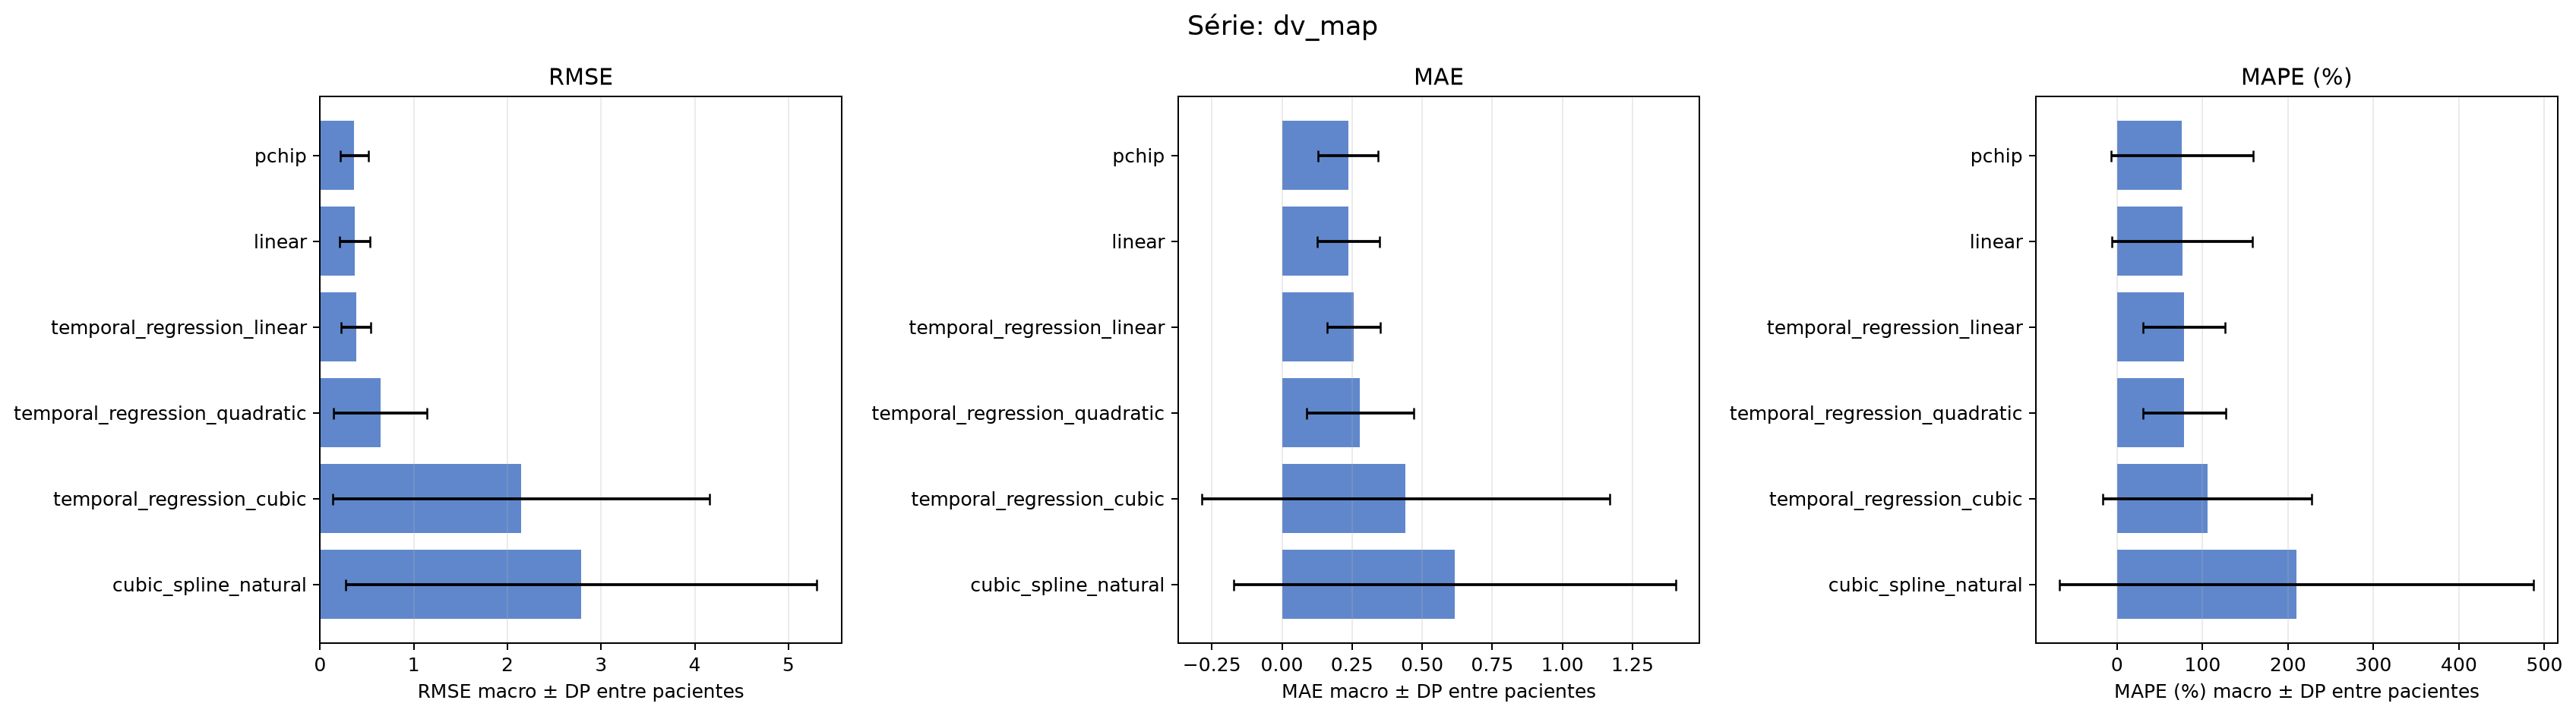 Série: dv_map
RMSE
pchip
linear
temporal_regression_linear
temporal_regression_quadratic
temporal_regression_cubic
cubic_spline_natural
0 1 2 3 4 5
RMSE macro ± DP entre pacientes
MAE
pchip
linear
temporal_regression_linear
temporal_regression_quadratic
temporal_regression_cubic
cubic_spline_natural
−0.25 0.00 0.25 0.50 0.75 1.00 1.25
MAE macro ± DP entre pacientes
MAPE (%)
pchip
linear
temporal_regression_linear
temporal_regression_quadratic
temporal_regression_cubic
cubic_spline_natural
0 100 200 300 400 500
MAPE (%) macro ± DP entre pacientes